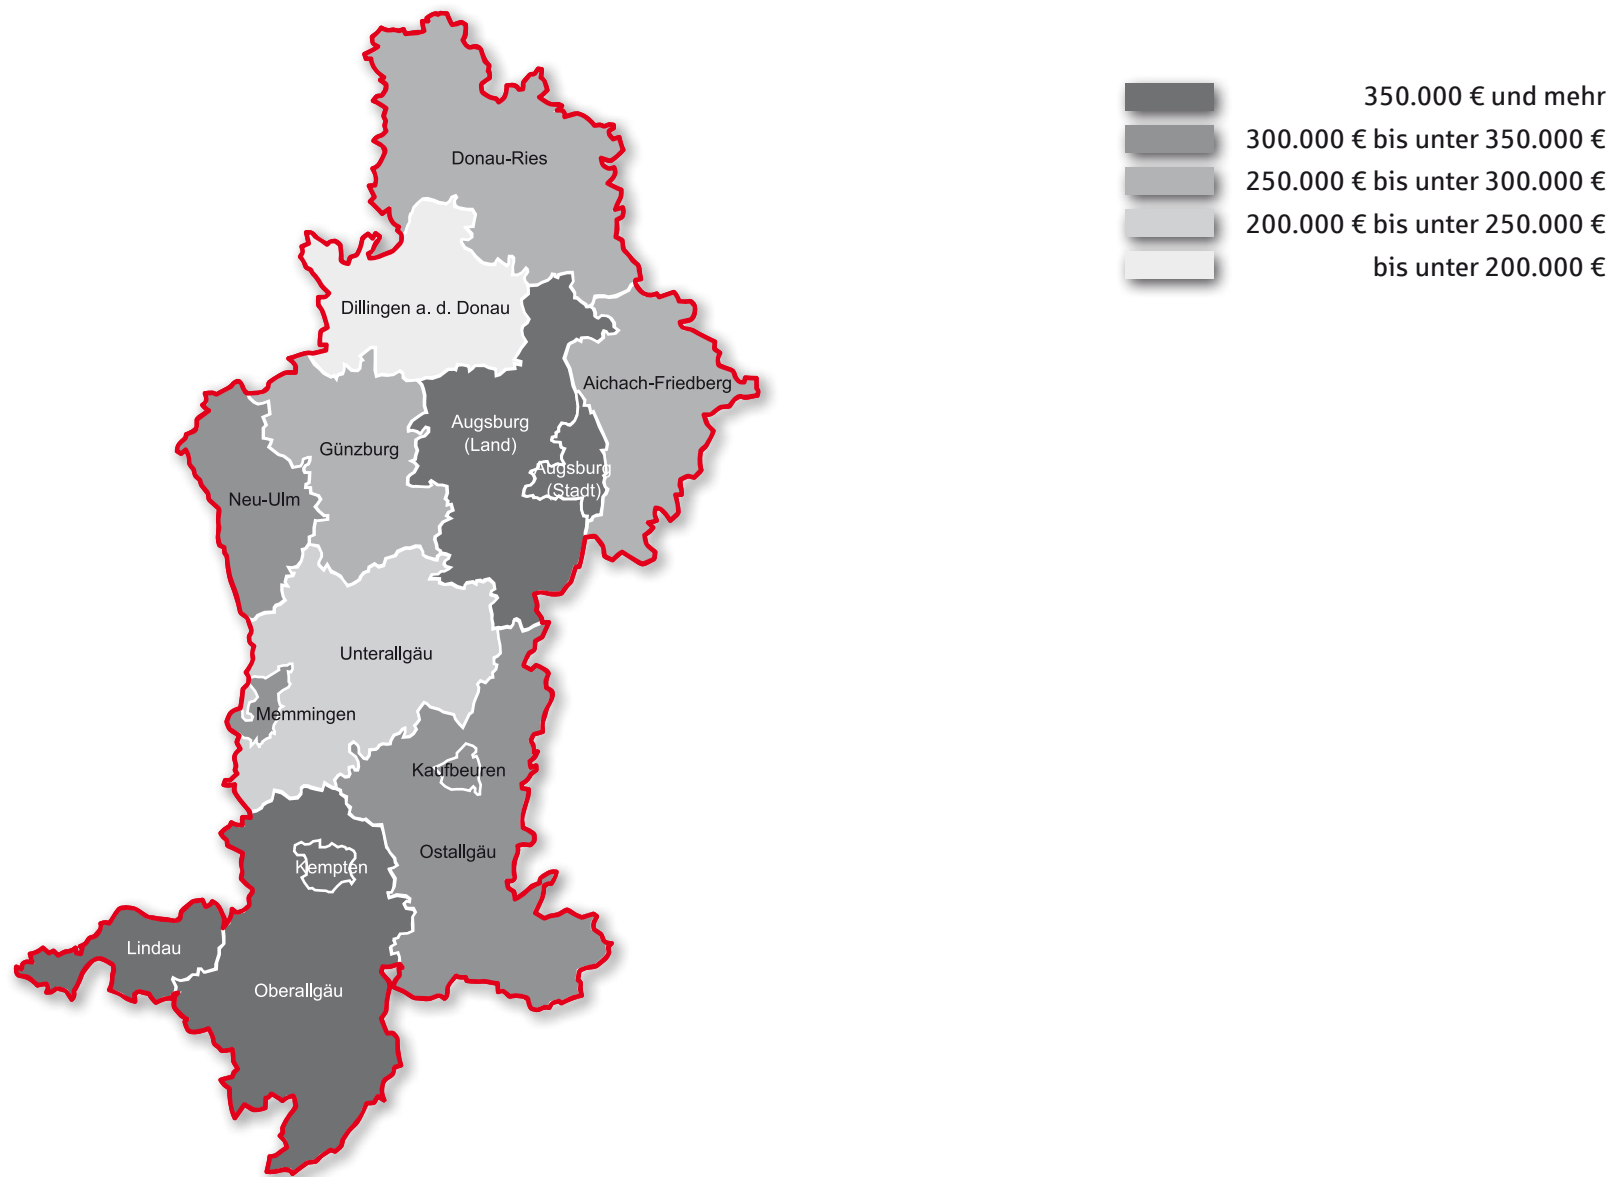 350.000 € und mehr
300.000 € bis unter 350.000 €
250.000 € bis unter 300.000 €
200.000 € bis unter 250.000 €
bis unter 200.000 €
Donau-Ries
Dillingen a. d. Donau
Aichach-Friedberg
Augsburg
(Land)
Günzburg
Augsburg
(Stadt)
Neu-Ulm
Unterallgäu
Memmingen
Kaufbeuren
Ostallgäu
Kempten
Lindau
Oberallgäu